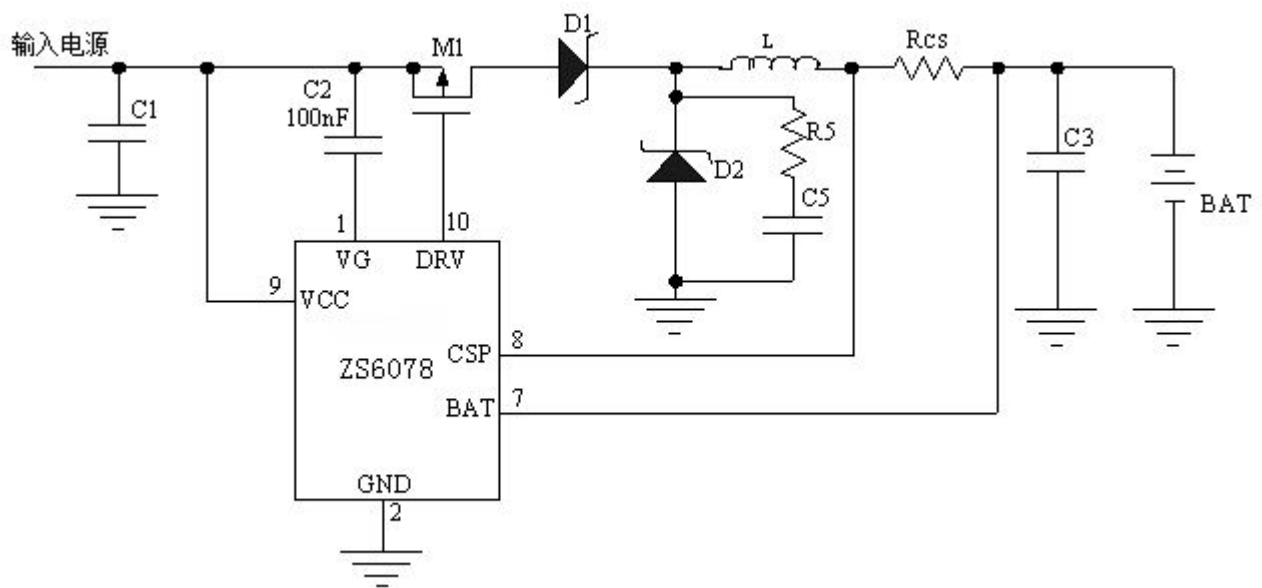 输入电源
D1
M1
L
Rcs
C1
C2
100nF
R5
C3
D2
C5
BAT
1
10
VG
DRV
9
VCC
CSP
8
ZS6078
BAT
7
GND
2